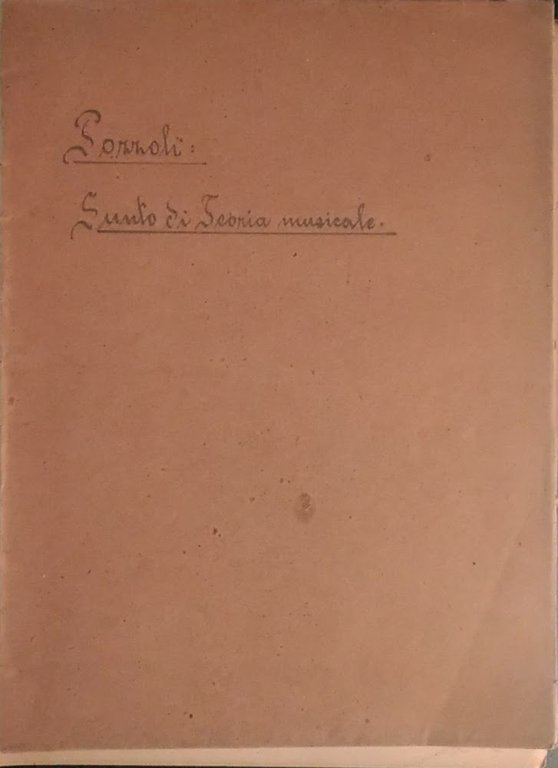 Pozzoli:
Sunto di Teoria musicale.